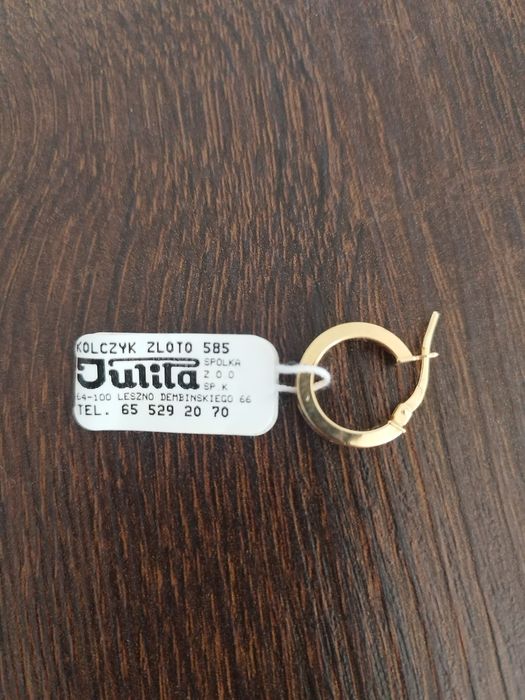 KOLCZYK ZLOTO 585
Julita
SPOLKA
Z O O
SP K
64-100 LESZNO DEMBINSKIEGO 66
TEL. 65 529 20 70